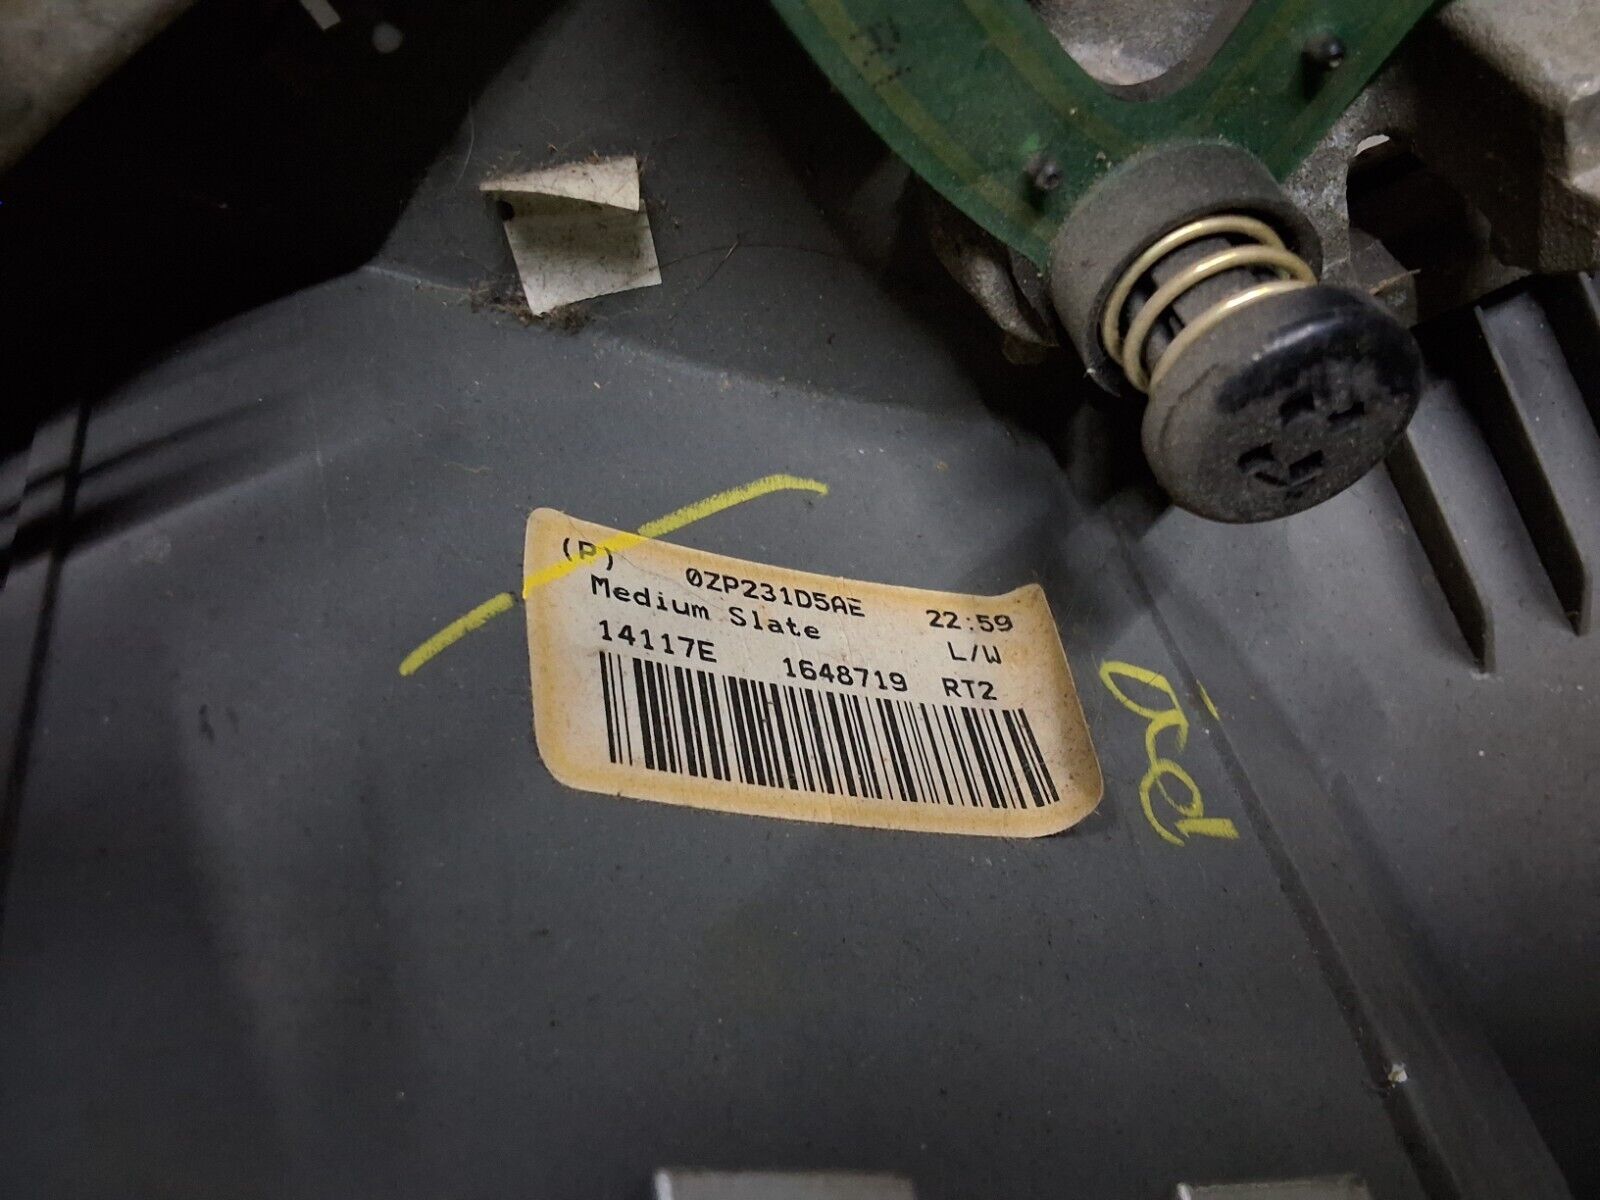 (P) 0ZP231D5AE 22:59
Medium Slate L/W
14117E 1648719 RT2